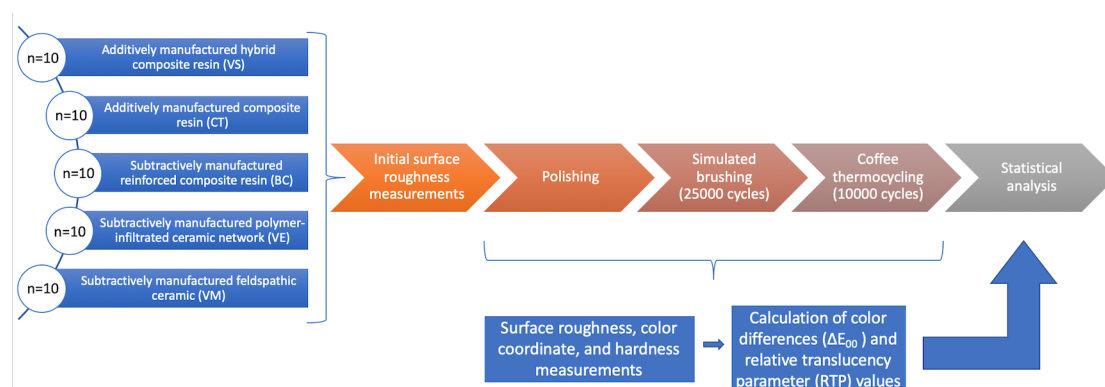 n=10
Additively manufactured hybrid
composite resin (VS)
n=10
Additively manufactured composite
resin (CT)
n=10
Subtractively manufactured
reinforced composite resin (BC)
n=10
Subtractively manufactured polymer-
infiltrated ceramic network (VE)
n=10
Subtractively manufactured feldspathic
ceramic (VM)
Initial surface
roughness
measurements
Polishing
Simulated
brushing
(25000 cycles)
Coffee
thermocycling
(10000 cycles)
Statistical
analysis
Surface roughness, color
coordinate, and hardness
measurements
Calculation of color
differences (ΔE₀₀ ) and
relative translucency
parameter (RTP) values